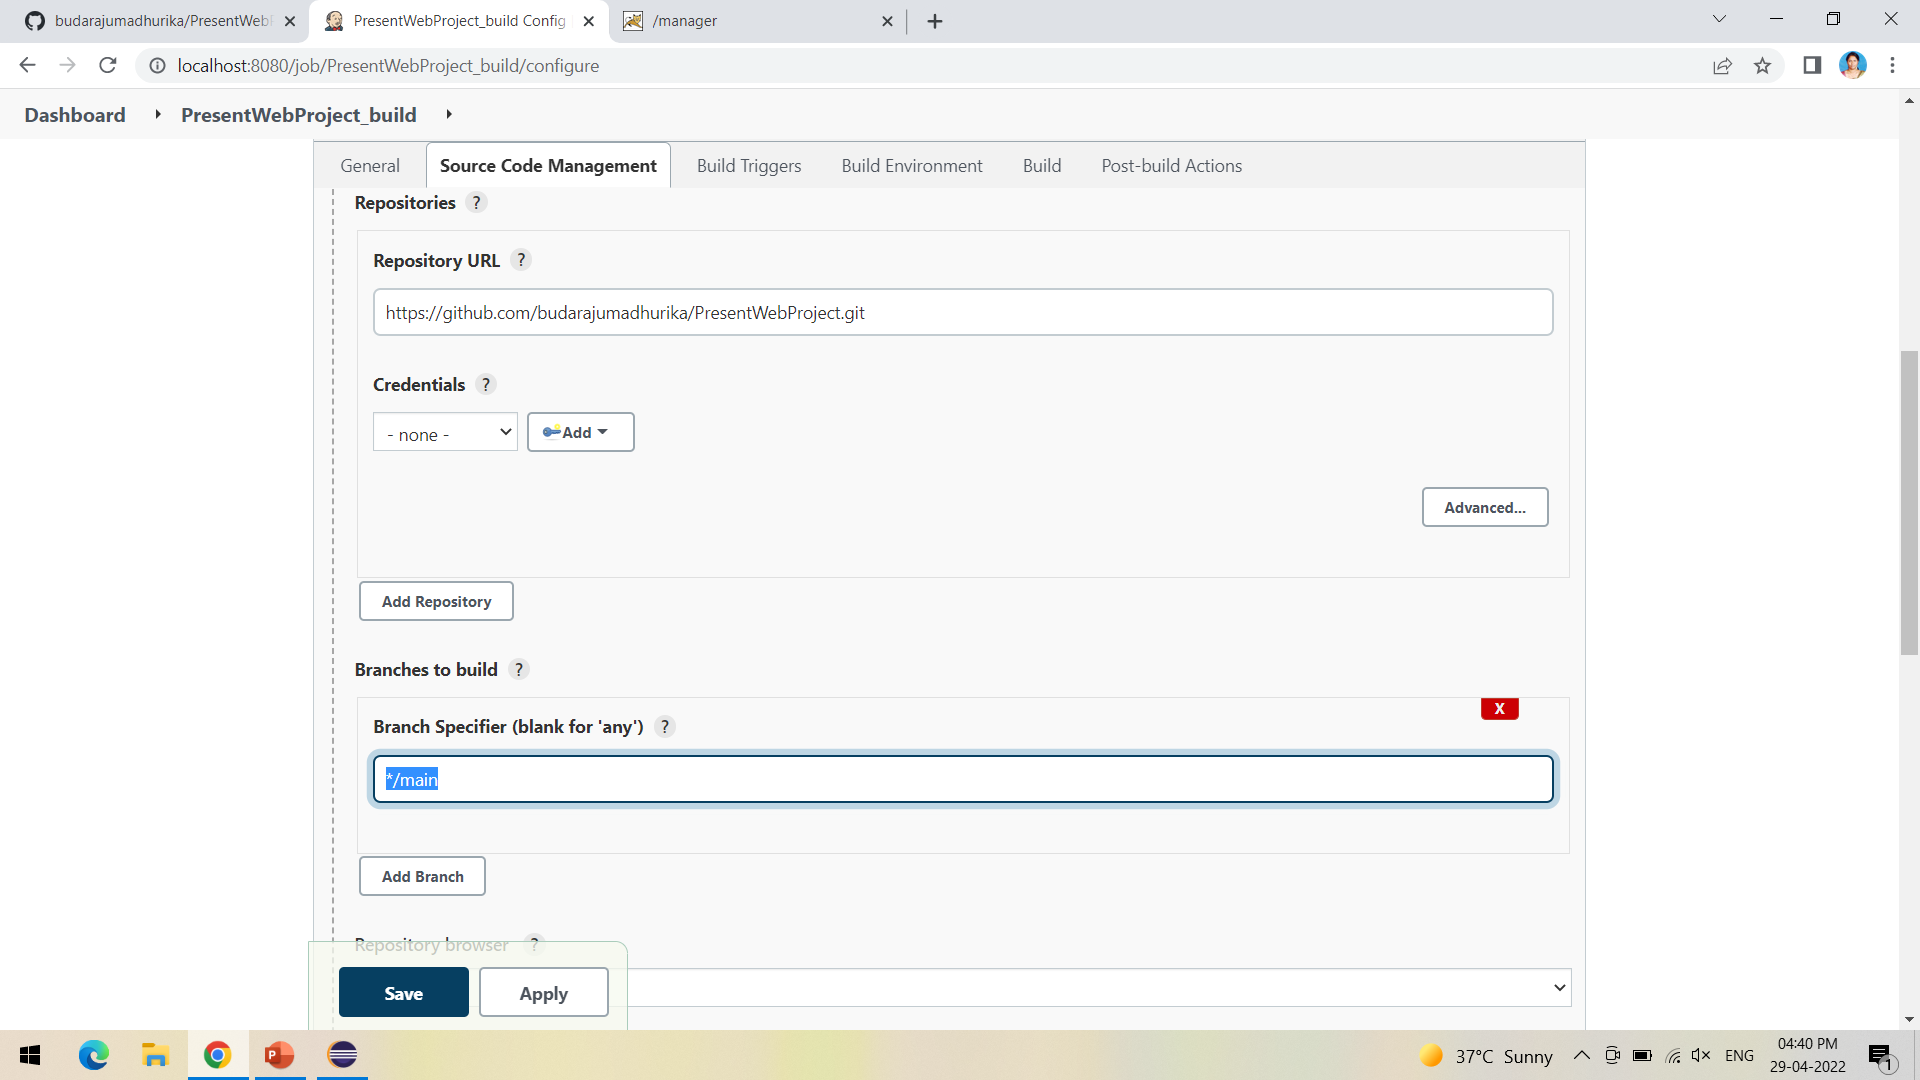 budarajumadhurika/PresentWebP
PresentWebProject_build Config
/manager
localhost:8080/job/PresentWebProject_build/configure
Dashboard
PresentWebProject_build
General
Source Code Management
Build Triggers
Build Environment
Build
Post-build Actions
Repositories ?
Repository URL ?
https://github.com/budarajumadhurika/PresentWebProject.git
Credentials ?
- none -
Add
Advanced...
Add Repository
Branches to build ?
X
Branch Specifier (blank for 'any') ?
*/main
Add Branch
Repository browser ?
Save
Apply
37°C Sunny
ENG
04:40 PM
29-04-2022
1